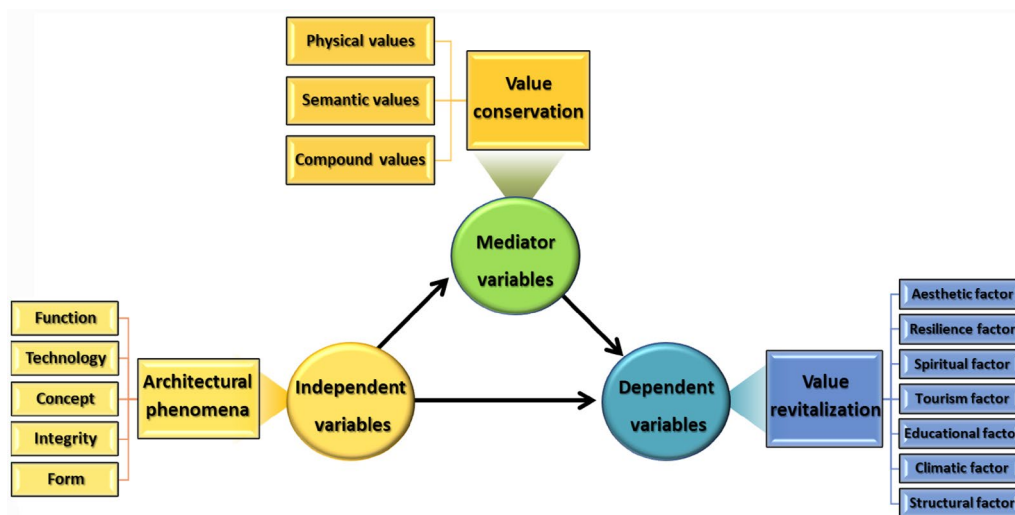 Physical values
Semantic values
Compound values
Value
conservation
Mediator
variables
Function
Technology
Concept
Integrity
Form
Architectural
phenomena
Independent
variables
Dependent
variables
Value
revitalization
Aesthetic factor
Resilience factor
Spiritual factor
Tourism factor
Educational factor
Climatic factor
Structural factor